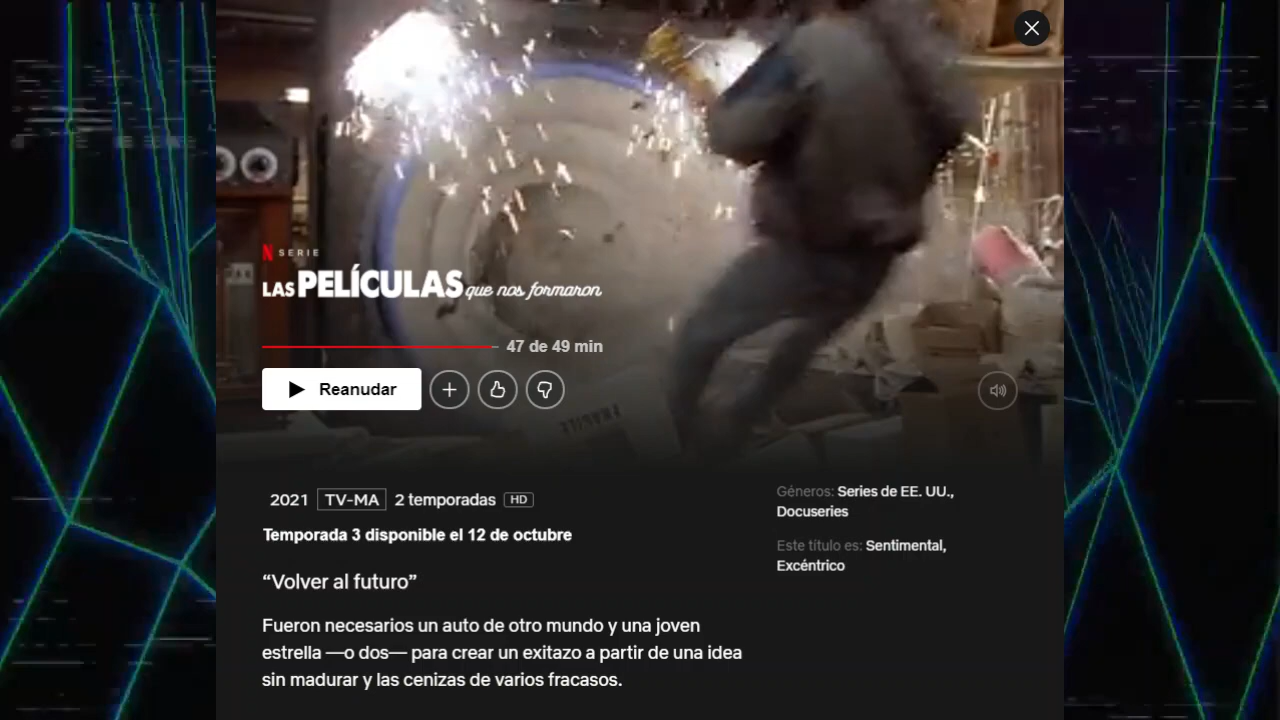 N SERIE
LAS PELÍCULAS que nos formaron
47 de 49 min
Reanudar
2021 TV-MA 2 temporadas HD
Temporada 3 disponible el 12 de octubre
“Volver al futuro”
Fueron necesarios un auto de otro mundo y una joven
estrella —o dos— para crear un exitazo a partir de una idea
sin madurar y las cenizas de varios fracasos.
Géneros: Series de EE. UU.,
Docuseries
Este título es: Sentimental,
Excéntrico
FRAGILE